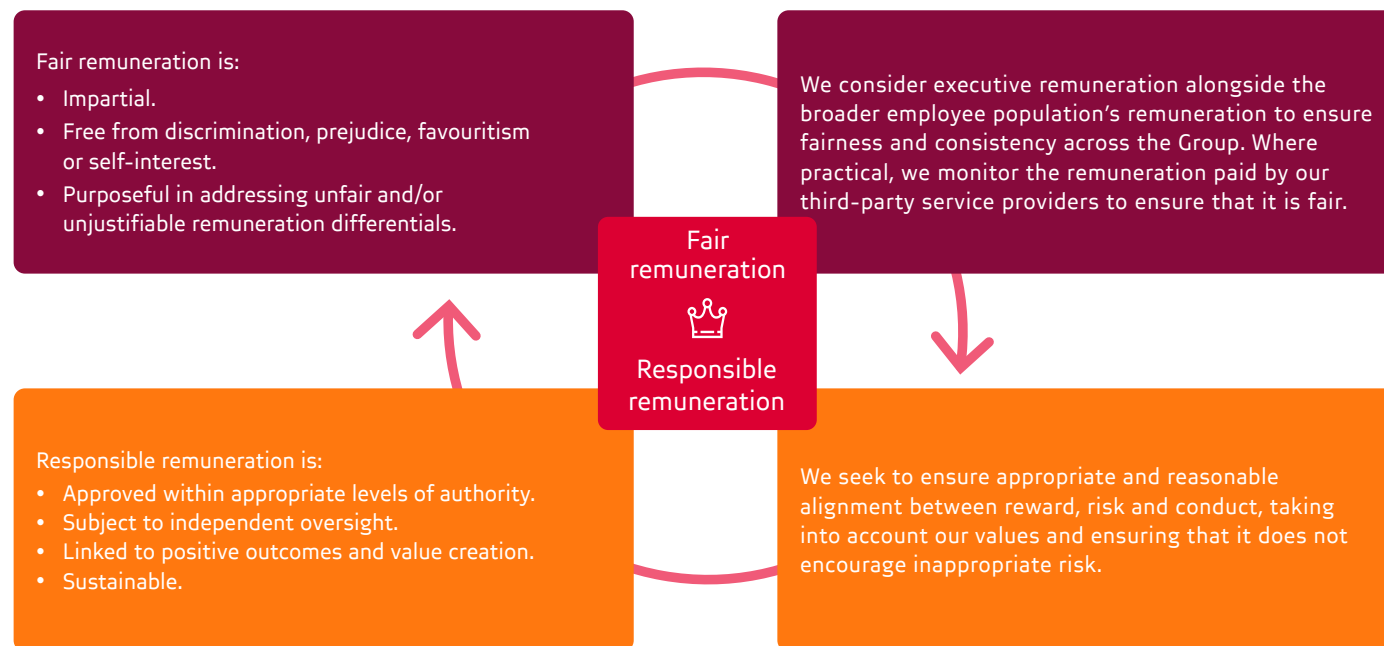 Fair remuneration is:
• Impartial.
• Free from discrimination, prejudice, favouritism
or self-interest.
• Purposeful in addressing unfair and/or
unjustifiable remuneration differentials.
We consider executive remuneration alongside the
broader employee population's remuneration to ensure
fairness and consistency across the Group. Where
practical, we monitor the remuneration paid by our
third-party service providers to ensure that it is fair.
Fair
remuneration
Responsible
remuneration
Responsible remuneration is:
• Approved within appropriate levels of authority.
• Subject to independent oversight.
• Linked to positive outcomes and value creation.
• Sustainable.
We seek to ensure appropriate and reasonable
alignment between reward, risk and conduct, taking
into account our values and ensuring that it does not
encourage inappropriate risk.